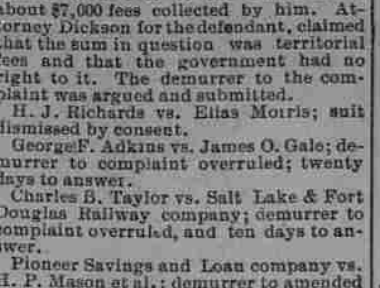 about $7,000 fees collected by him. At-
torney Dickson for the defendant, claimed
that the sum in question was territorial
fees and that the government had no
right to it. The demurrer to the com-
plaint was argued and submitted.
H. J. Richards vs. Elias Morris; suit
dismissed by consent.
George F. Adkins vs. James O. Gale; de-
murrer to complaint overruled; twenty
days to answer.
Charles B. Taylor vs. Salt Lake & Fort
Douglas Railway company; demurrer to
complaint overruled, and ten days to an-
swer.
Pioneer Savings and Loan company vs.
H. P. Mason et al.; demurrer to amended